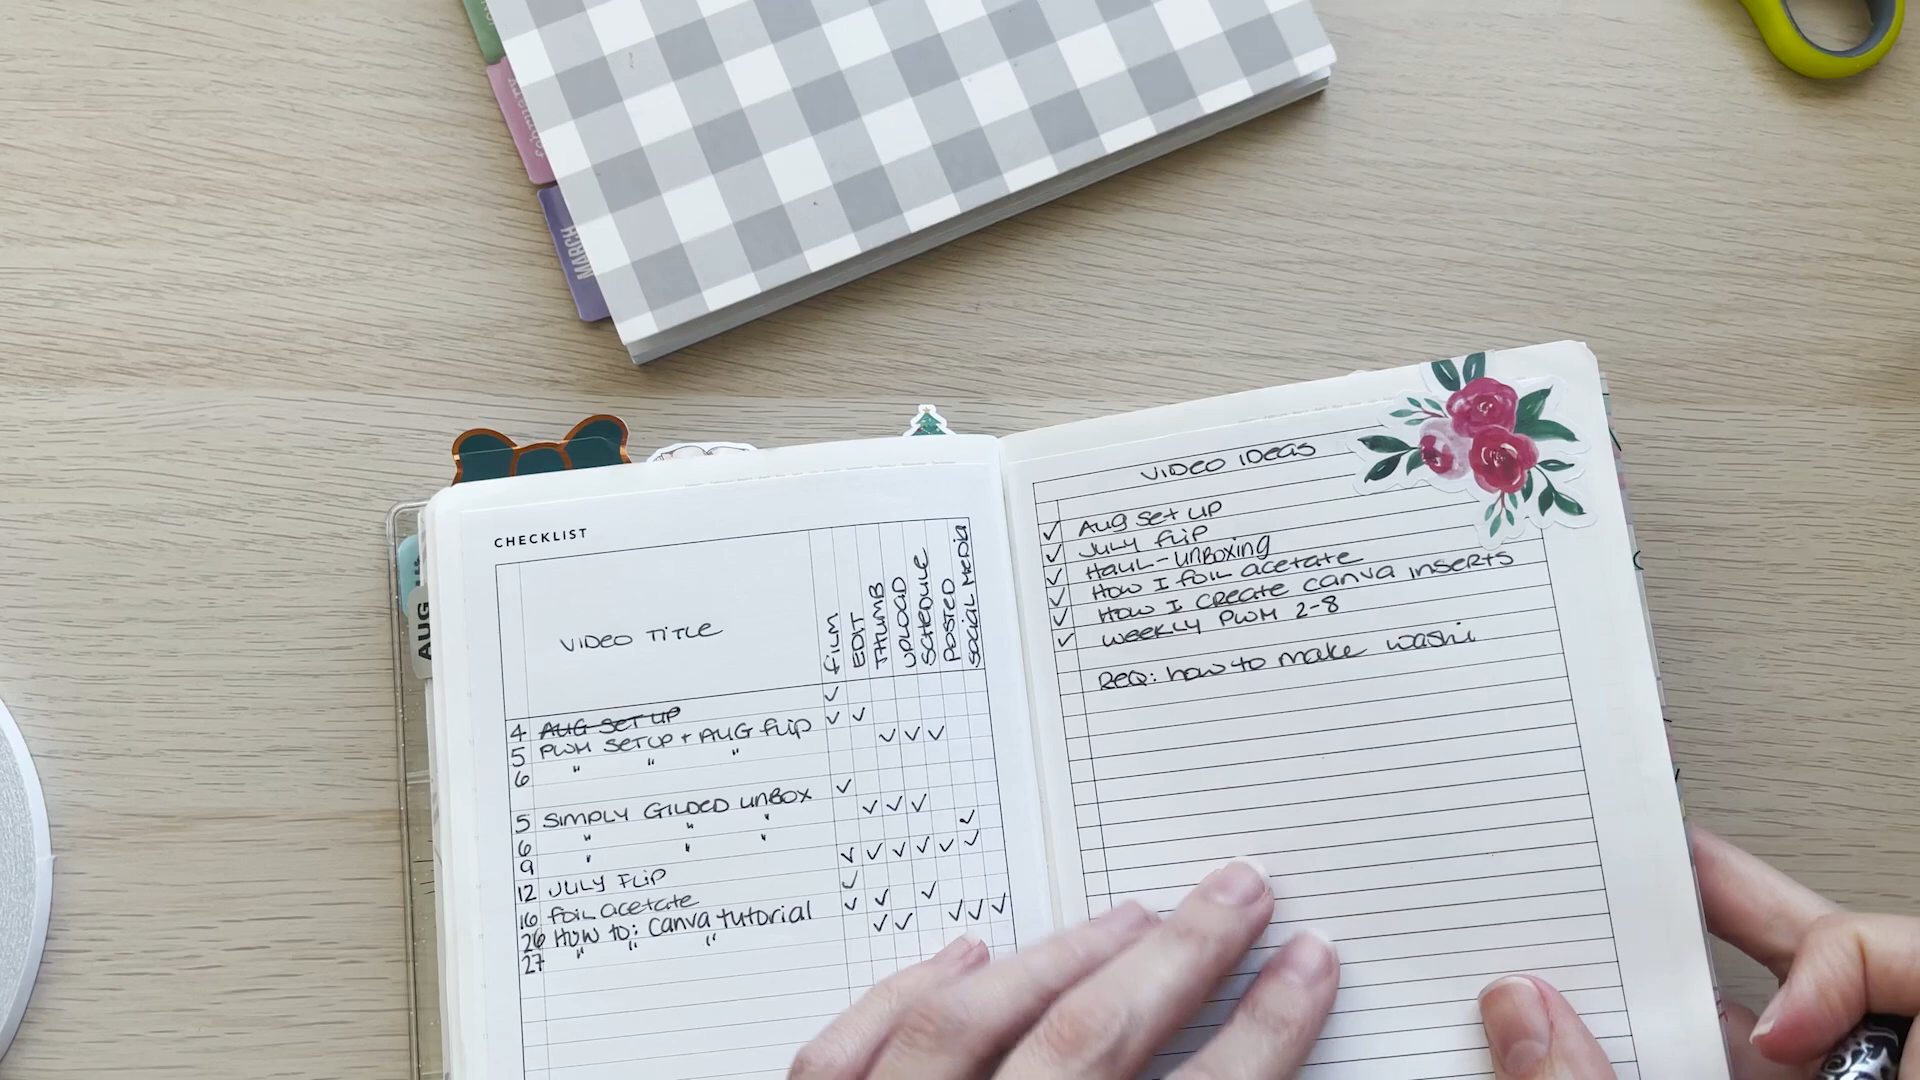 MARCH
AUG
CHECKLIST
VIDEO TITLE
FILM
EDIT
THUMB
UPLOAD
SCHEDULE
POSTED
SOCIAL MEDIA
4 AUG SET UP
5 PWM SETUP + AUG FLIP
6 " " "
5 SIMPLY GILDED UNBOX
6 " " "
9 " " "
12 JULY FLIP
16 FOIL acetate
26 HOW to: Canva tutorial
27 " " "
VIDEO IDEAS
✓ AUG SET UP
✓ JULY FLIP
✓ HAUL-UNBOXING
✓ HOW I FOIL acetate
✓ HOW I CREATE CANVA INSERTS
✓ WEEKLY PWM 2-8
REQ: how to make washi